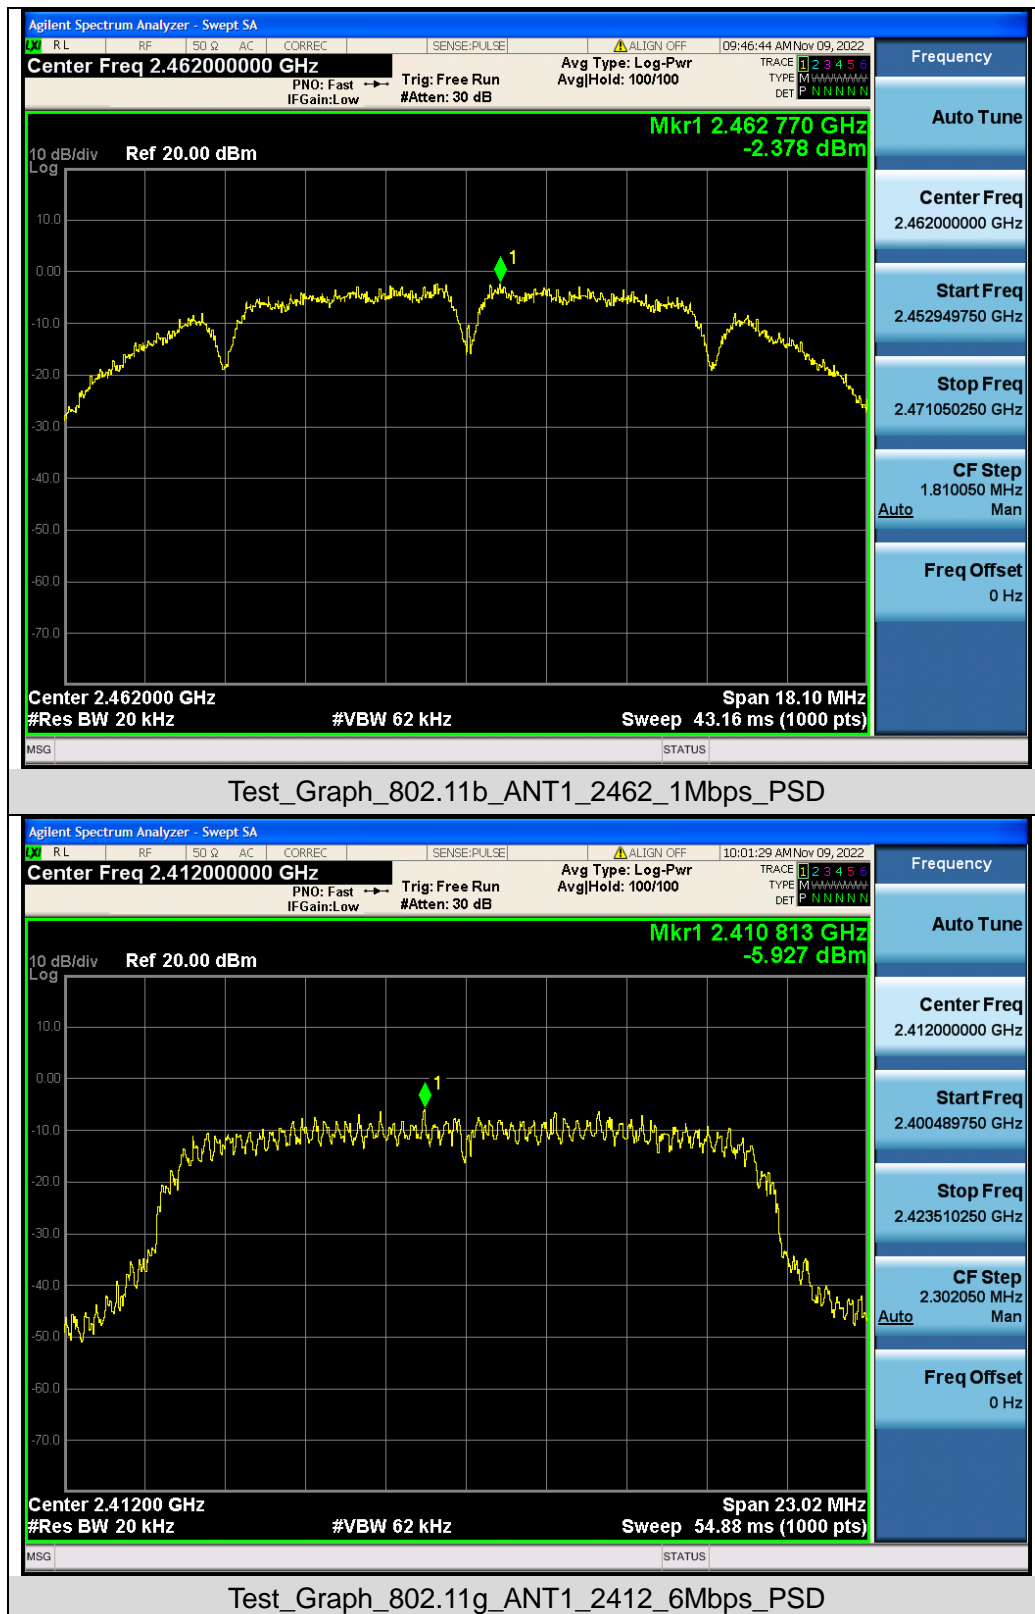 Agilent Spectrum Analyzer - Swept SA
LXI RL RF 50 Ω AC CORREC SENSE:PULSE ALIGN OFF 09:46:44 AM Nov 09, 2022
Center Freq 2.462000000 GHz
PNO: Fast
IFGain:Low
Trig: Free Run
#Atten: 30 dB
Avg Type: Log-Pwr
Avg|Hold: 100/100
TRACE 1 2 3 4 5 6
TYPE M
DET P N N N N N
Mkr1 2.462 770 GHz
-2.378 dBm
10 dB/div Ref 20.00 dBm
Log
10.0
0.00
1
-10.0
-20.0
-30.0
-40.0
-50.0
-60.0
-70.0
Center 2.462000 GHz Span 18.10 MHz
#Res BW 20 kHz #VBW 62 kHz Sweep 43.16 ms (1000 pts)
MSG STATUS
Frequency
Auto Tune
Center Freq
2.462000000 GHz
Start Freq
2.452949750 GHz
Stop Freq
2.471050250 GHz
CF Step
1.810050 MHz
Auto Man
Freq Offset
0 Hz
Test_Graph_802.11b_ANT1_2462_1Mbps_PSD
Agilent Spectrum Analyzer - Swept SA
LXI RL RF 50 Ω AC CORREC SENSE:PULSE ALIGN OFF 10:01:29 AM Nov 09, 2022
Center Freq 2.412000000 GHz
PNO: Fast
IFGain:Low
Trig: Free Run
#Atten: 30 dB
Avg Type: Log-Pwr
Avg|Hold: 100/100
TRACE 1 2 3 4 5 6
TYPE M
DET P N N N N N
Mkr1 2.410 813 GHz
-5.927 dBm
10 dB/div Ref 20.00 dBm
Log
10.0
0.00
1
-10.0
-20.0
-30.0
-40.0
-50.0
-60.0
-70.0
Center 2.41200 GHz Span 23.02 MHz
#Res BW 20 kHz #VBW 62 kHz Sweep 54.88 ms (1000 pts)
MSG STATUS
Frequency
Auto Tune
Center Freq
2.412000000 GHz
Start Freq
2.400489750 GHz
Stop Freq
2.423510250 GHz
CF Step
2.302050 MHz
Auto Man
Freq Offset
0 Hz
Test_Graph_802.11g_ANT1_2412_6Mbps_PSD